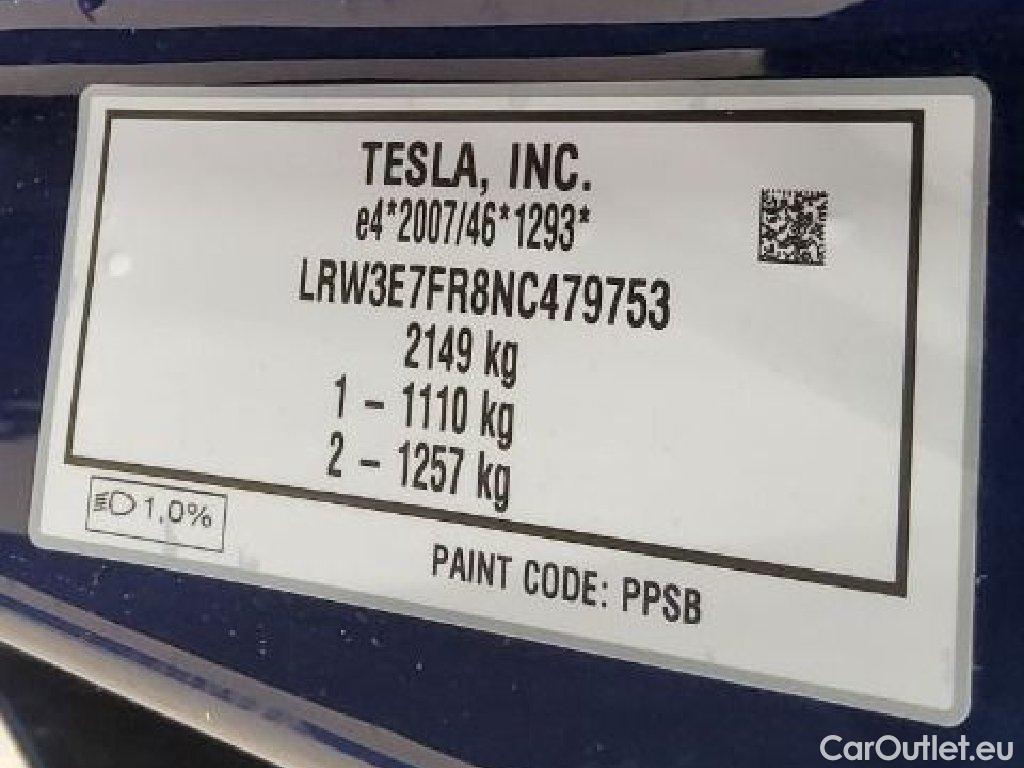 TESLA, INC.
e4*2007/46*1293*
LRW3E7FR8NC479753
2149 kg
1 - 1110 kg
2 - 1257 kg
1.0%
PAINT CODE: PPSB
CarOutlet.eu